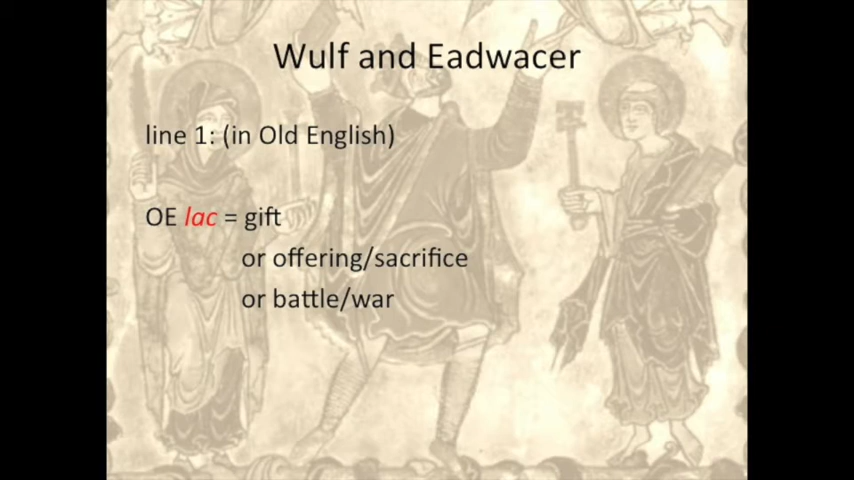 Wulf and Eadwacer
line 1: (in Old English)
OE lac = gift
or offering/sacrifice
or battle/war